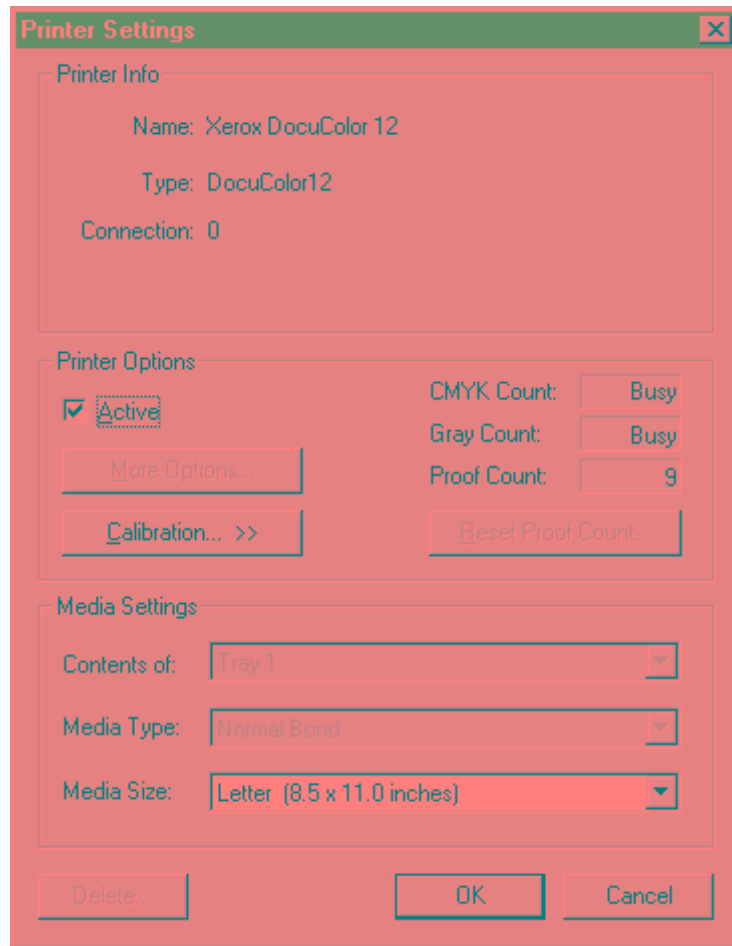 Printer Settings
Printer Info
Name: Xerox DocuColor 12
Type: DocuColor12
Connection: 0
Printer Options
Active
CMYK Count: Busy
Gray Count: Busy
More Options...
Proof Count: 9
Calibration... >>
Reset Proof Count...
Media Settings
Contents of: Tray 1
Media Type: Normal Bond
Media Size: Letter (8.5 x 11.0 inches)
Delete... OK Cancel